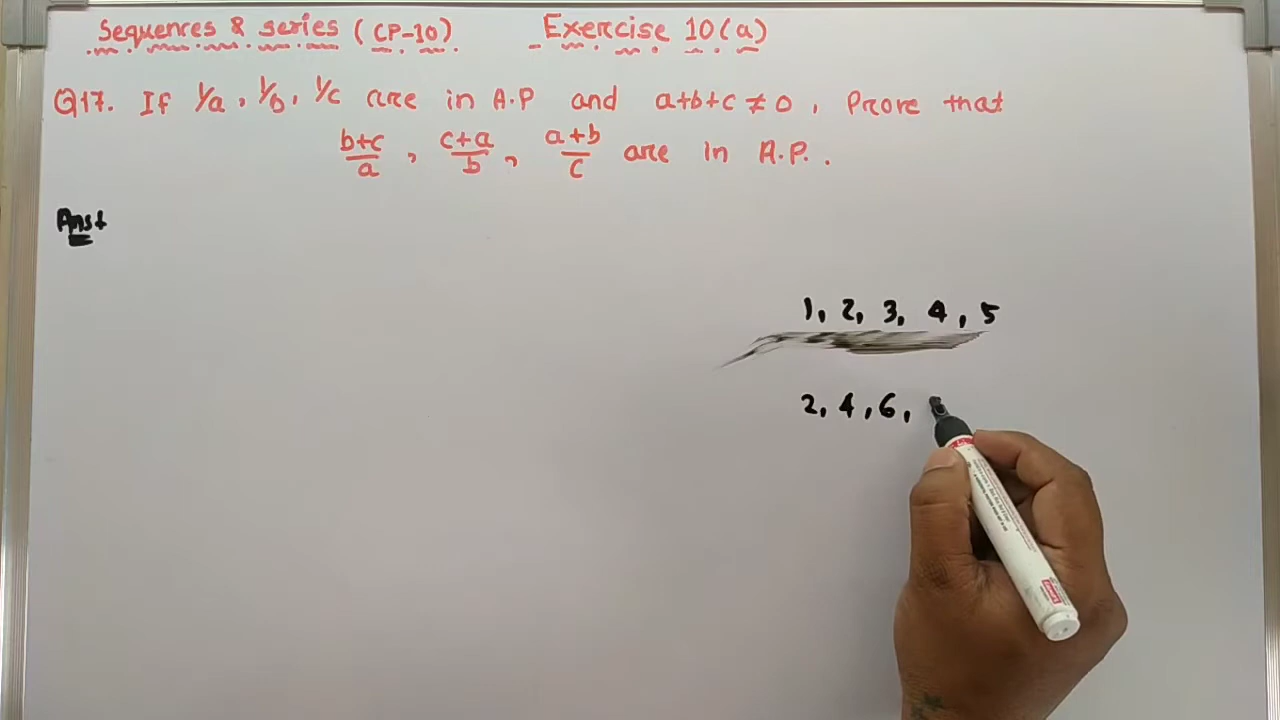 Sequences & series (CP-10) Exercise 10(a)
Q17. If 1/a, 1/b, 1/c are in A.P and a+b+c ≠ 0, Prove that
b+c/a, c+a/b, a+b/c are in A.P.
Ans:
1, 2, 3, 4, 5
2, 4, 6,